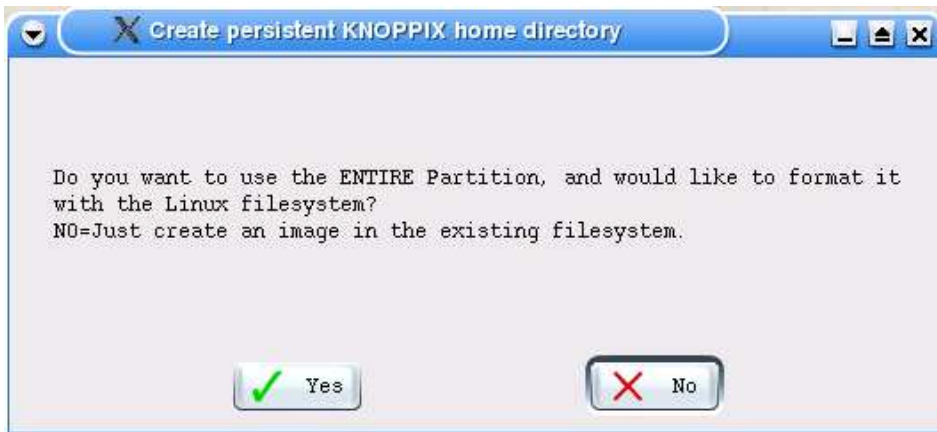 Create persistent KNOPPIX home directory
Do you want to use the ENTIRE Partition, and would like to format it
with the Linux filesystem?
NO=Just create an image in the existing filesystem.
Yes
No